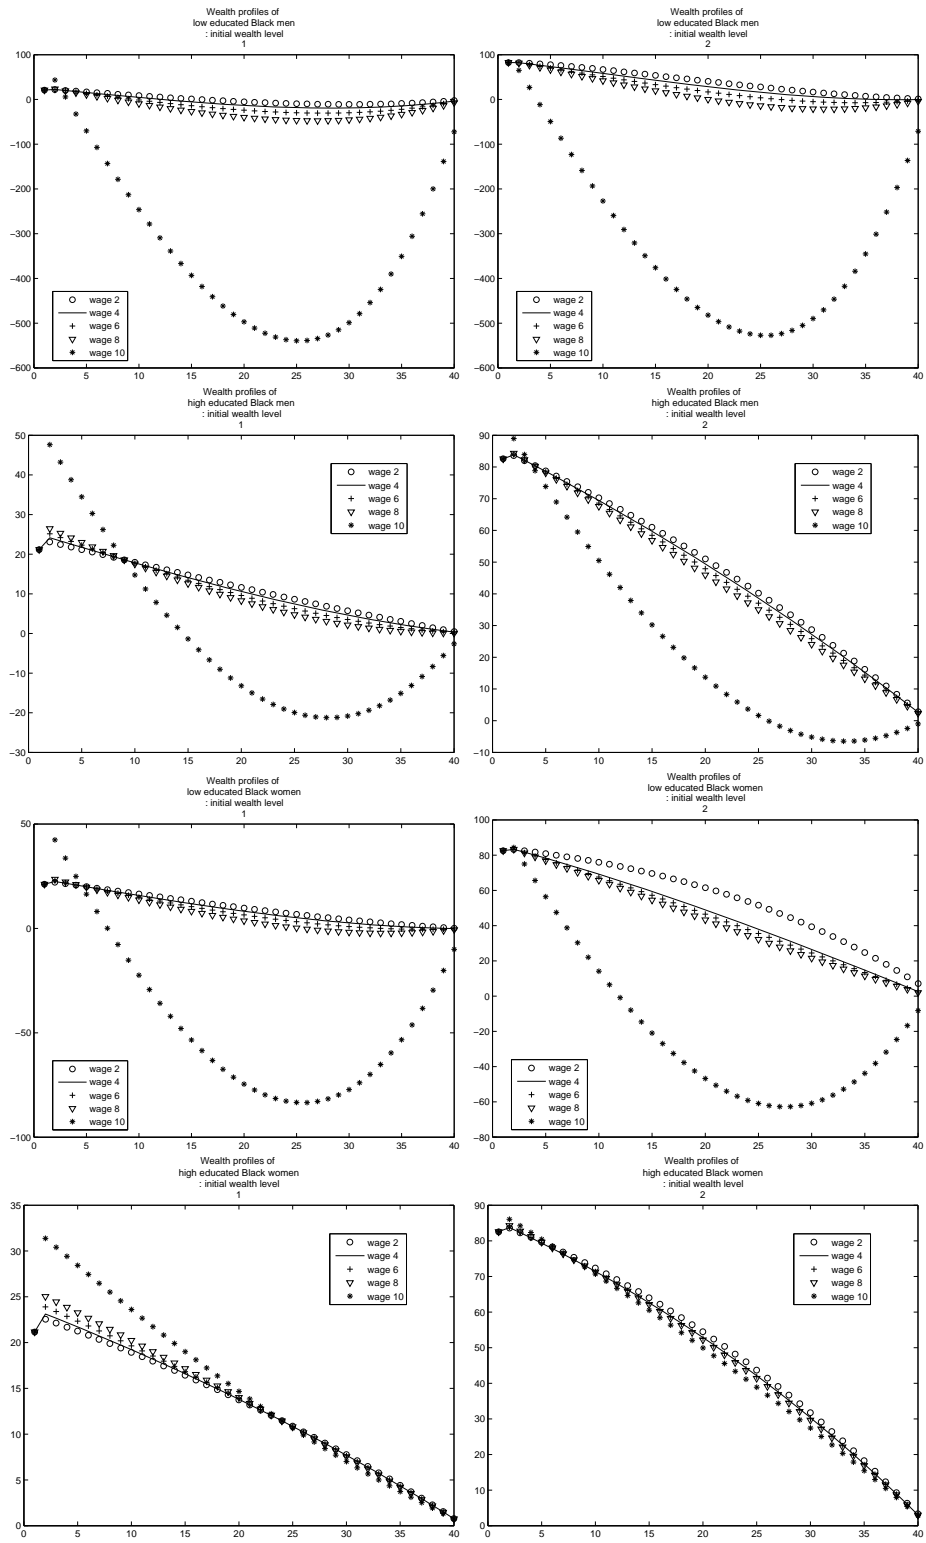 Wealth profiles of
low educated Black men
: initial wealth level
1
100
0
−100
−200
−300
−400
−500
−600
wage 2
wage 4
wage 6
wage 8
wage 10
0 5 10 15 20 25 30 35 40
Wealth profiles of
low educated Black men
: initial wealth level
2
100
0
−100
−200
−300
−400
−500
−600
wage 2
wage 4
wage 6
wage 8
wage 10
0 5 10 15 20 25 30 35 40
Wealth profiles of
high educated Black men
: initial wealth level
1
50
40
30
20
10
0
−10
−20
−30
wage 2
wage 4
wage 6
wage 8
wage 10
0 5 10 15 20 25 30 35 40
Wealth profiles of
high educated Black men
: initial wealth level
2
90
80
70
60
50
40
30
20
10
0
−10
wage 2
wage 4
wage 6
wage 8
wage 10
0 5 10 15 20 25 30 35 40
Wealth profiles of
low educated Black women
: initial wealth level
1
50
0
−50
−100
wage 2
wage 4
wage 6
wage 8
wage 10
0 5 10 15 20 25 30 35 40
Wealth profiles of
low educated Black women
: initial wealth level
2
100
80
60
40
20
0
−20
−40
−60
−80
wage 2
wage 4
wage 6
wage 8
wage 10
0 5 10 15 20 25 30 35 40
Wealth profiles of
high educated Black women
: initial wealth level
1
35
30
25
20
15
10
5
0
wage 2
wage 4
wage 6
wage 8
wage 10
0 5 10 15 20 25 30 35 40
Wealth profiles of
high educated Black women
: initial wealth level
2
90
80
70
60
50
40
30
20
10
0
wage 2
wage 4
wage 6
wage 8
wage 10
0 5 10 15 20 25 30 35 40